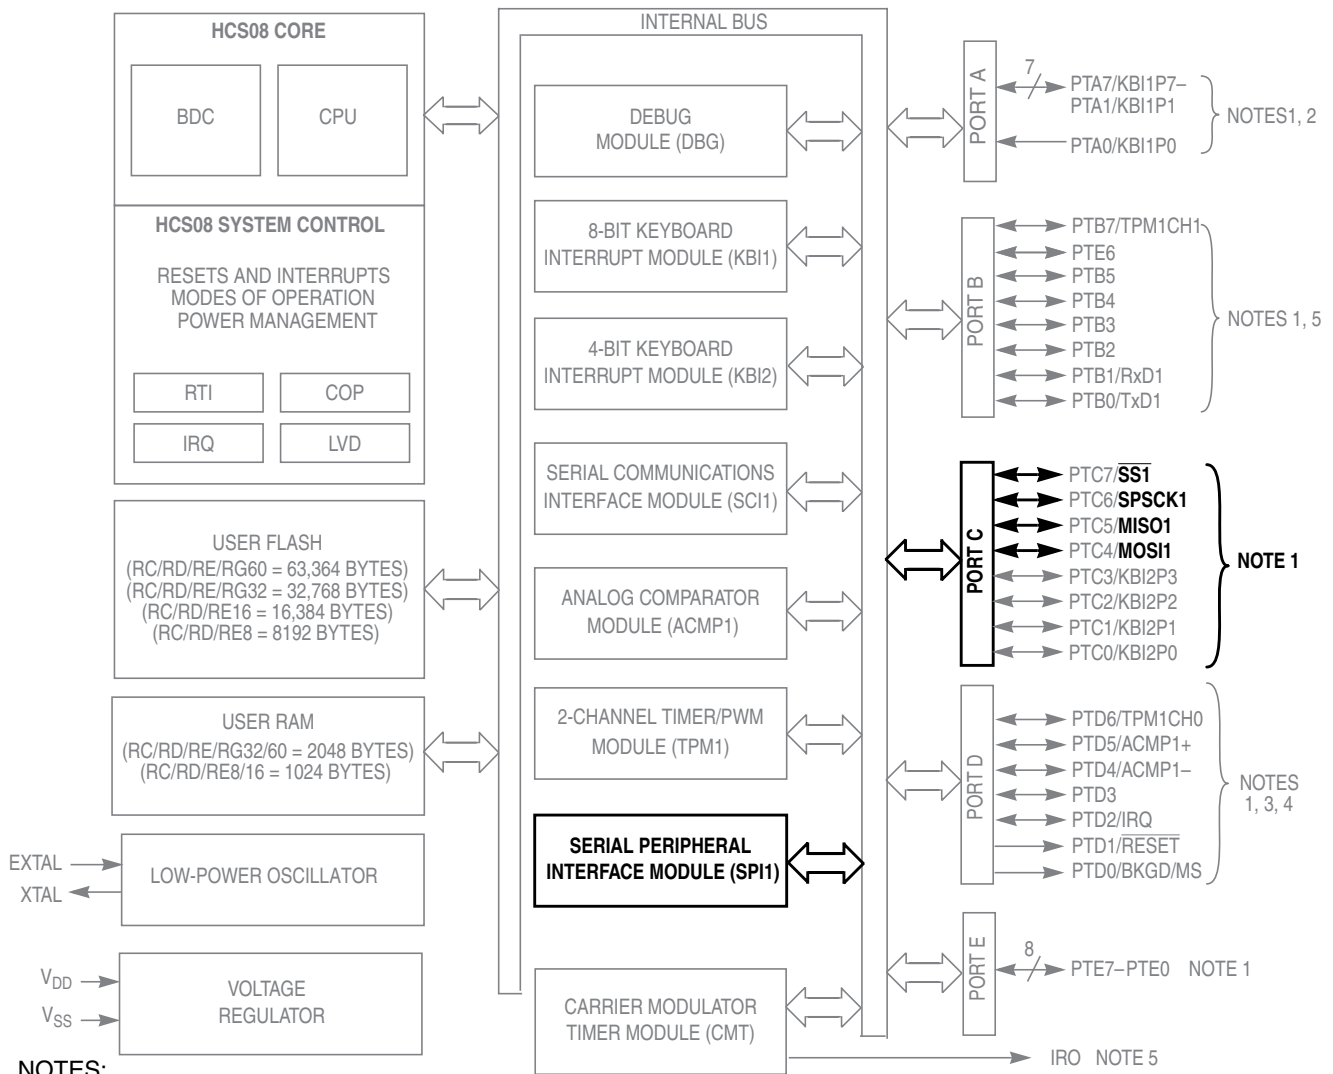 HCS08 CORE
BDC
CPU
HCS08 SYSTEM CONTROL
RESETS AND INTERRUPTS
MODES OF OPERATION
POWER MANAGEMENT
RTI
COP
IRQ
LVD
USER FLASH
(RC/RD/RE/RG60 = 63,364 BYTES)
(RC/RD/RE/RG32 = 32,768 BYTES)
(RC/RD/RE16 = 16,384 BYTES)
(RC/RD/RE8 = 8192 BYTES)
USER RAM
(RC/RD/RE/RG32/60 = 2048 BYTES)
(RC/RD/RE8/16 = 1024 BYTES)
EXTAL
XTAL
LOW-POWER OSCILLATOR
VDD
VSS
VOLTAGE
REGULATOR
NOTES:
INTERNAL BUS
DEBUG
MODULE (DBG)
8-BIT KEYBOARD
INTERRUPT MODULE (KBI1)
4-BIT KEYBOARD
INTERRUPT MODULE (KBI2)
SERIAL COMMUNICATIONS
INTERFACE MODULE (SCI1)
ANALOG COMPARATOR
MODULE (ACMP1)
2-CHANNEL TIMER/PWM
MODULE (TPM1)
SERIAL PERIPHERAL
INTERFACE MODULE (SPI1)
CARRIER MODULATOR
TIMER MODULE (CMT)
PORT A
7
PTA7/KBI1P7–
PTA1/KBI1P1
PTA0/KBI1P0
NOTES1, 2
PORT B
PTB7/TPM1CH1
PTE6
PTB5
PTB4
PTB3
PTB2
PTB1/RxD1
PTB0/TxD1
NOTES 1, 5
PORT C
PTC7/SS1
PTC6/SPSCK1
PTC5/MISO1
PTC4/MOSI1
PTC3/KBI2P3
PTC2/KBI2P2
PTC1/KBI2P1
PTC0/KBI2P0
NOTE 1
PORT D
PTD6/TPM1CH0
PTD5/ACMP1+
PTD4/ACMP1–
PTD3
PTD2/IRQ
PTD1/RESET
PTD0/BKGD/MS
NOTES
1, 3, 4
PORT E
8
PTE7–PTE0 NOTE 1
IRO NOTE 5